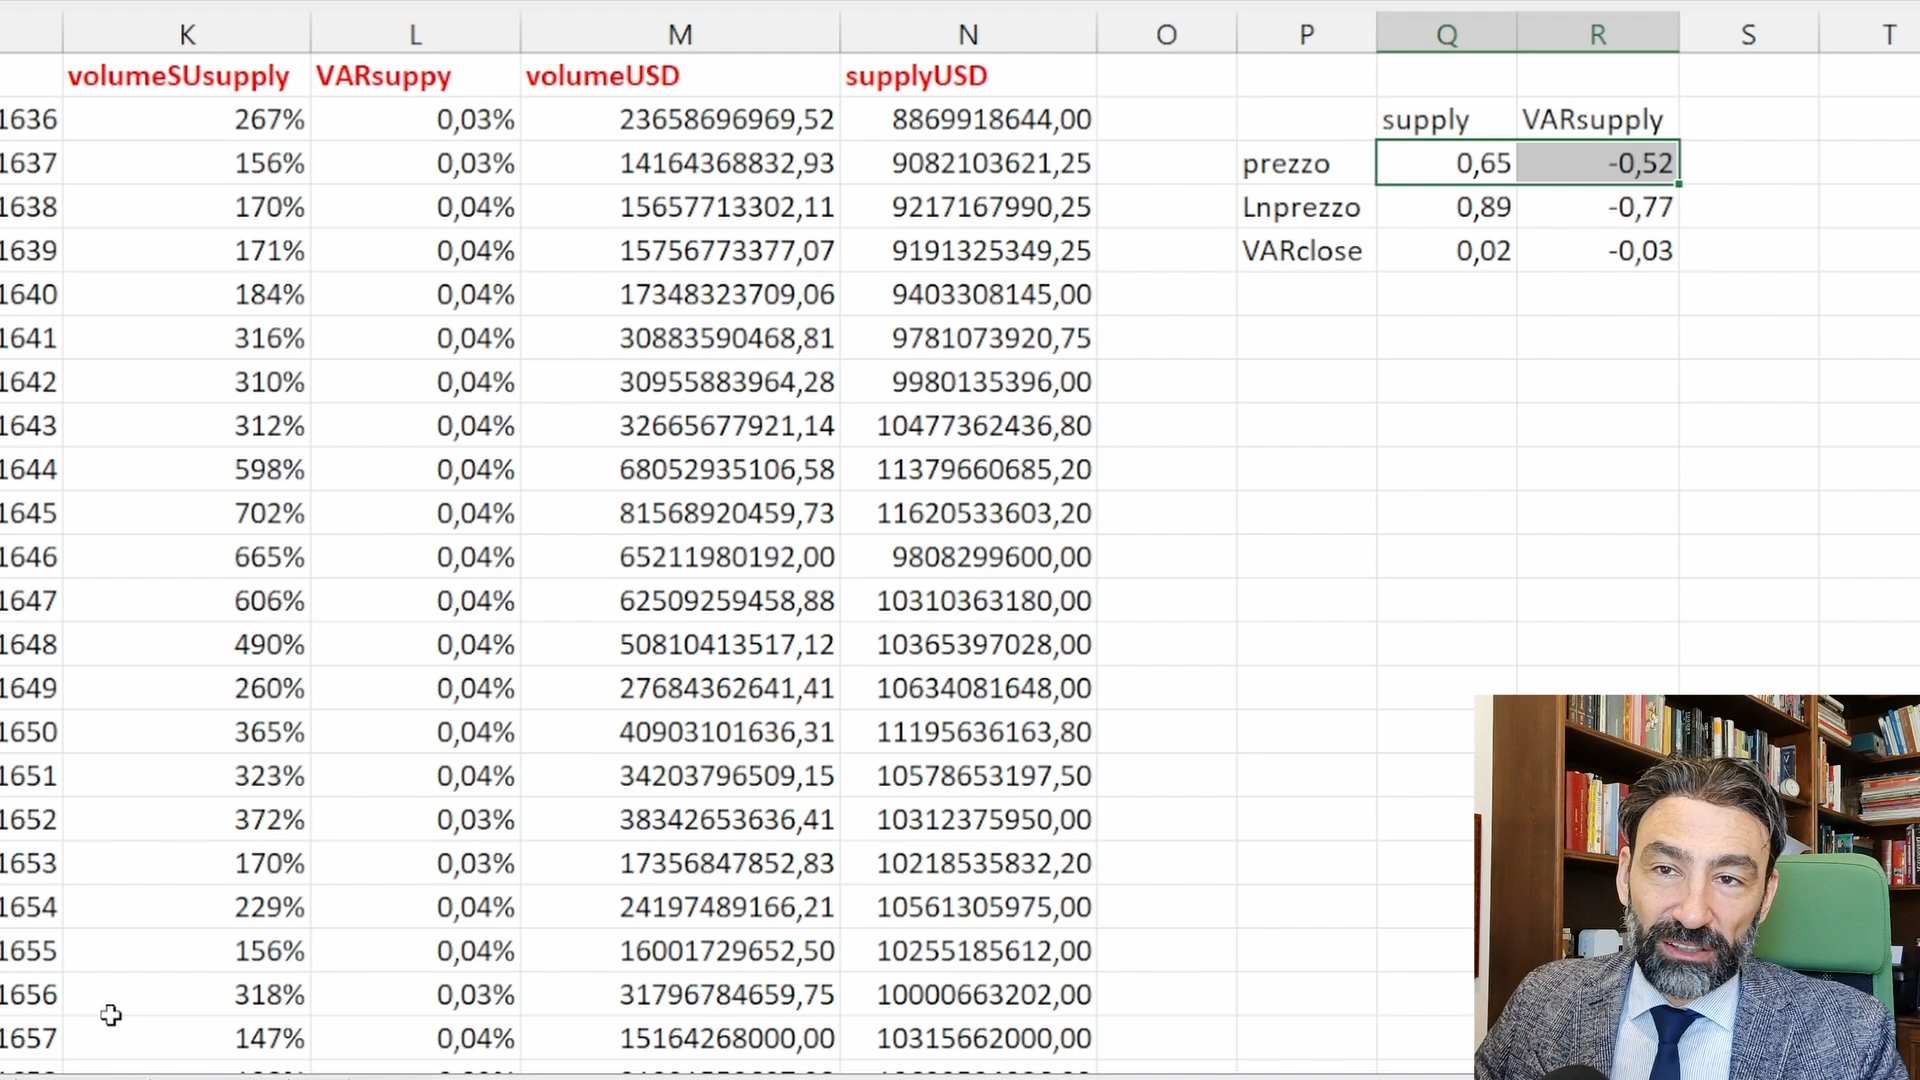 K L M N O P Q R S T
volumeSUsupply VARsuppy volumeUSD supplyUSD
1636 267% 0,03% 23658696969,52 8869918644,00 supply VARsupply
1637 156% 0,03% 14164368832,93 9082103621,25 prezzo 0,65 -0,52
1638 170% 0,04% 15657713302,11 9217167990,25 Lnprezzo 0,89 -0,77
1639 171% 0,04% 15756773377,07 9191325349,25 VARclose 0,02 -0,03
1640 184% 0,04% 17348323709,06 9403308145,00
1641 316% 0,04% 30883590468,81 9781073920,75
1642 310% 0,04% 30955883964,28 9980135396,00
1643 312% 0,04% 32665677921,14 10477362436,80
1644 598% 0,04% 68052935106,58 11379660685,20
1645 702% 0,04% 81568920459,73 11620533603,20
1646 665% 0,04% 65211980192,00 9808299600,00
1647 606% 0,04% 62509259458,88 10310363180,00
1648 490% 0,04% 50810413517,12 10365397028,00
1649 260% 0,04% 27684362641,41 10634081648,00
1650 365% 0,04% 40903101636,31 11195636163,80
1651 323% 0,04% 34203796509,15 10578653197,50
1652 372% 0,03% 38342653636,41 10312375950,00
1653 170% 0,03% 17356847852,83 10218535832,20
1654 229% 0,04% 24197489166,21 10561305975,00
1655 156% 0,04% 16001729652,50 10255185612,00
1656 318% 0,03% 31796784659,75 10000663202,00
1657 147% 0,04% 15164268000,00 10315662000,00